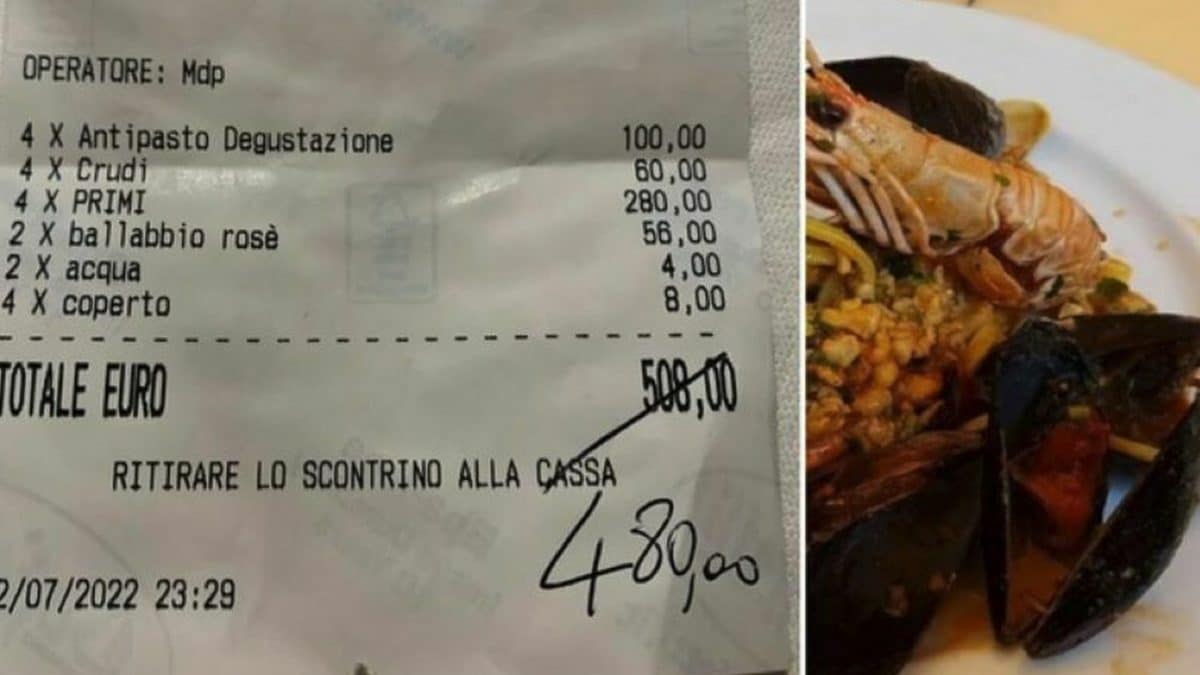 OPERATORE: Mdp
4 X Antipasto Degustazione 100,00
4 X Crudi 60,00
4 X PRIMI 280,00
2 X ballabbio rosè 56,00
2 X acqua 4,00
4 X coperto 8,00
TOTALE EURO 508,00
RITIRARE LO SCONTRINO ALLA CASSA
480,00
2/07/2022 23:29